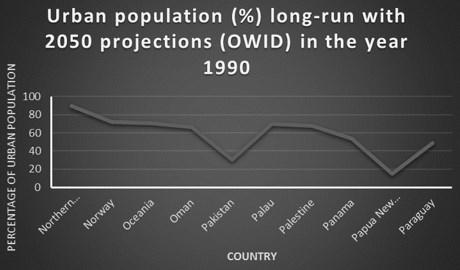 Urban population (%) long-run with
2050 projections (OWID) in the year
1990
PERCENTAGE OF URBAN POPULATION
100
80
60
40
20
0
Northern...
Norway
Oceania
Oman
Pakistan
Palau
Palestine
Panama
Papua New...
Paraguay
COUNTRY